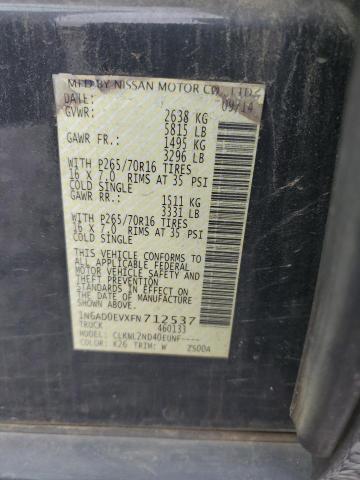 MFD BY NISSAN MOTOR CO., LTD.
DATE: 09/14
GVWR: 2638 KG
5815 LB
GAWR FR.: 1495 KG
3296 LB
WITH P265/70R16 TIRES
16 X 7.0 RIMS AT 35 PSI
COLD SINGLE
GAWR RR.: 1511 KG
3331 LB
WITH P265/70R16 TIRES
16 X 7.0 RIMS AT 35 PSI
COLD SINGLE
THIS VEHICLE CONFORMS TO
ALL APPLICABLE FEDERAL
MOTOR VEHICLE SAFETY AND
THEFT PREVENTION
STANDARDS IN EFFECT ON
THE DATE OF MANUFACTURE
SHOWN ABOVE.
1N6AD0EVXFN712537
TRUCK 460133
MODEL: CLKNL2ND40EUNF----
COLOR: K26 TRIM: W Z500A